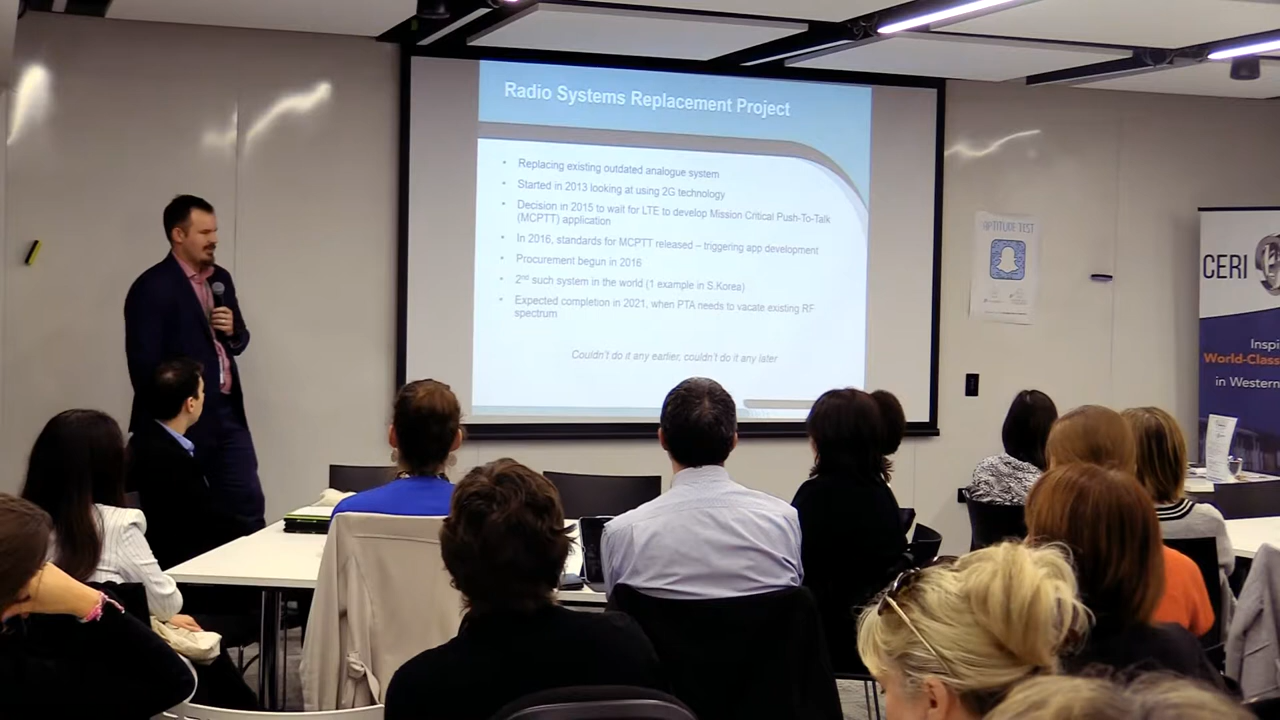 Radio Systems Replacement Project
• Replacing existing outdated analogue system
• Started in 2013 looking at using 2G technology
• Decision in 2015 to wait for LTE to develop Mission Critical Push-To-Talk
(MCPTT) application
• In 2016, standards for MCPTT released – triggering app development
• Procurement begun in 2016
• 2nd such system in the world (1 example in S.Korea)
• Expected completion in 2021, when PTA needs to vacate existing RF
spectrum
Couldn't do it any earlier, couldn't do it any later
APTITUDE TEST
CERI
Inspi
World-Class
in Western